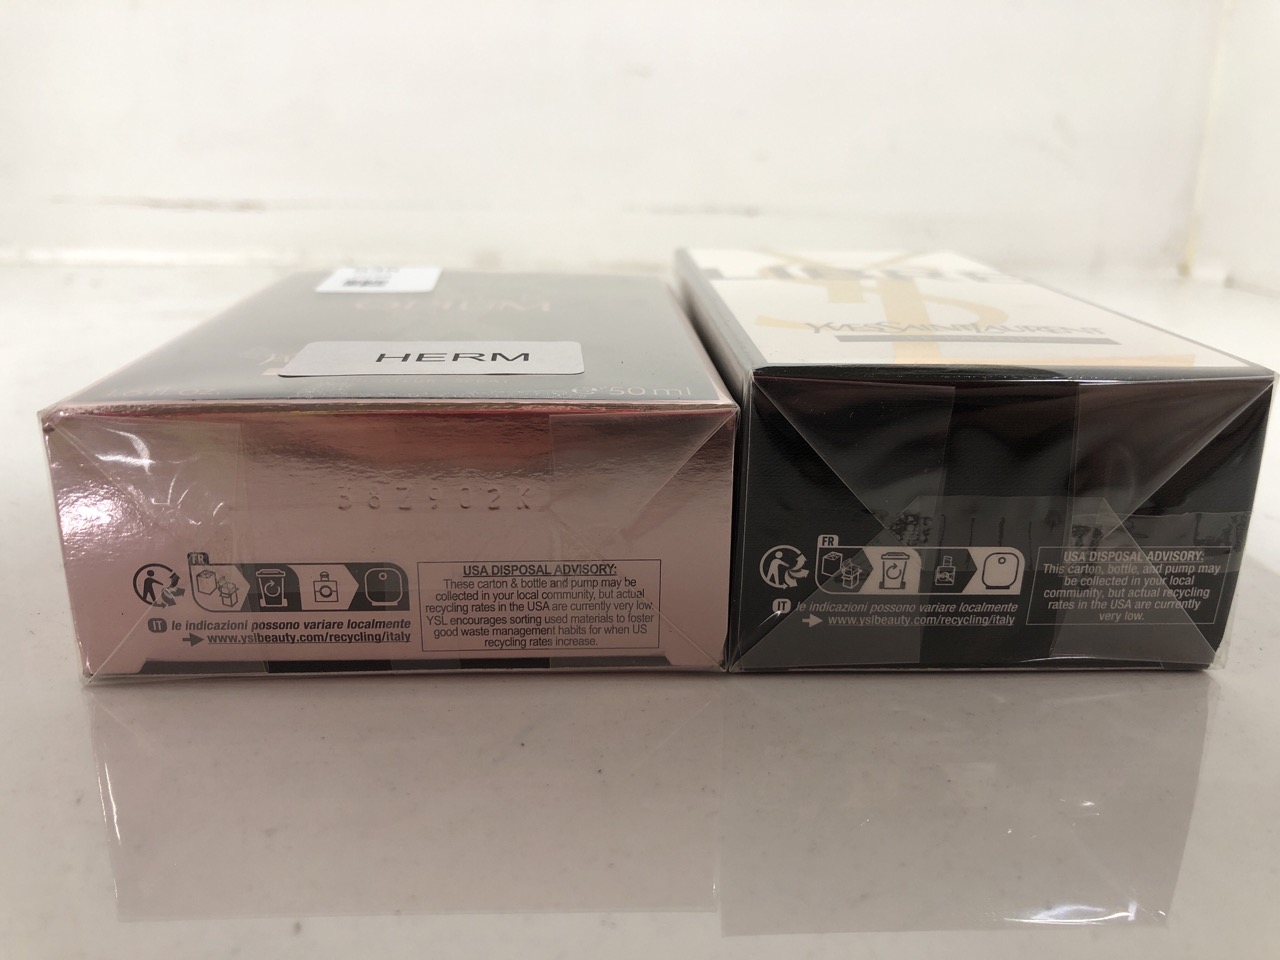 OPIUM
HERM
50 ml
38Z902K
FR
IT le indicazioni possono variare localmente
www.yslbeauty.com/recycling/italy
USA DISPOSAL ADVISORY:
These carton & bottle and pump may be
collected in your local community, but actual
recycling rates in the USA are currently very low.
YSL encourages sorting used materials to foster
good waste management habits for when US
recycling rates increase.
LIBRE
YVESSAINTLAURENT
FR
IT le indicazioni possono variare localmente
www.yslbeauty.com/recycling/italy
USA DISPOSAL ADVISORY:
This carton, bottle, and pump may
be collected in your local
community, but actual recycling
rates in the USA are currently
very low.